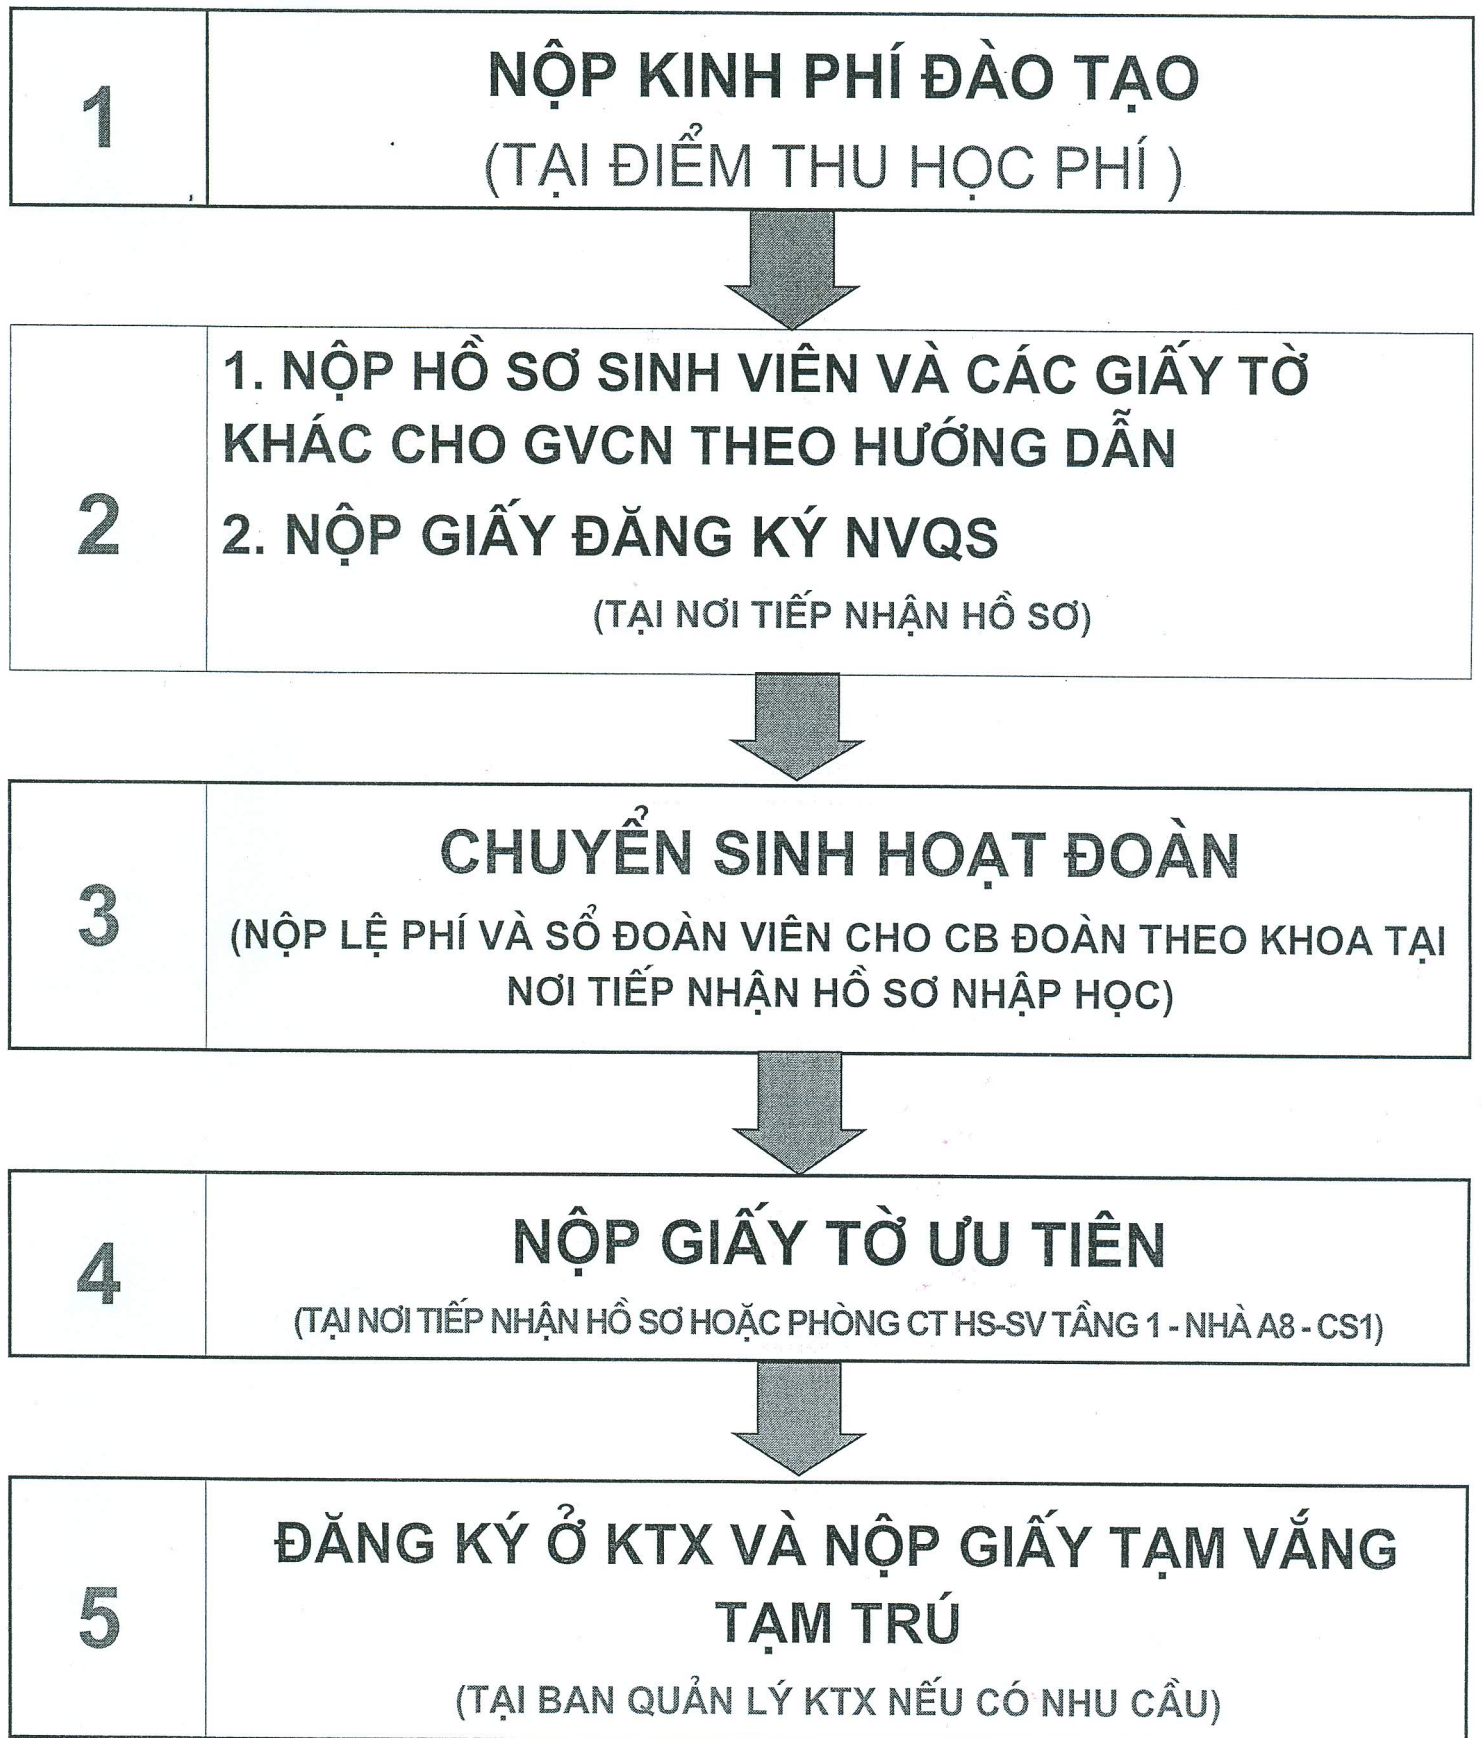 1
NỘP KINH PHÍ ĐÀO TẠO
(TẠI ĐIỂM THU HỌC PHÍ )
2
1. NỘP HỒ SƠ SINH VIÊN VÀ CÁC GIẤY TỜ
KHÁC CHO GVCN THEO HƯỚNG DẪN
2. NỘP GIẤY ĐĂNG KÝ NVQS
(TẠI NƠI TIẾP NHẬN HỒ SƠ)
3
CHUYỂN SINH HOẠT ĐOÀN
(NỘP LỆ PHÍ VÀ SỔ ĐOÀN VIÊN CHO CB ĐOÀN THEO KHOA TẠI
NƠI TIẾP NHẬN HỒ SƠ NHẬP HỌC)
4
NỘP GIẤY TỜ ƯU TIÊN
(TẠI NƠI TIẾP NHẬN HỒ SƠ HOẶC PHÒNG CT HS-SV TẦNG 1 - NHÀ A8 - CS1)
5
ĐĂNG KÝ Ở KTX VÀ NỘP GIẤY TẠM VẮNG
TẠM TRÚ
(TẠI BAN QUẢN LÝ KTX NẾU CÓ NHU CẦU)